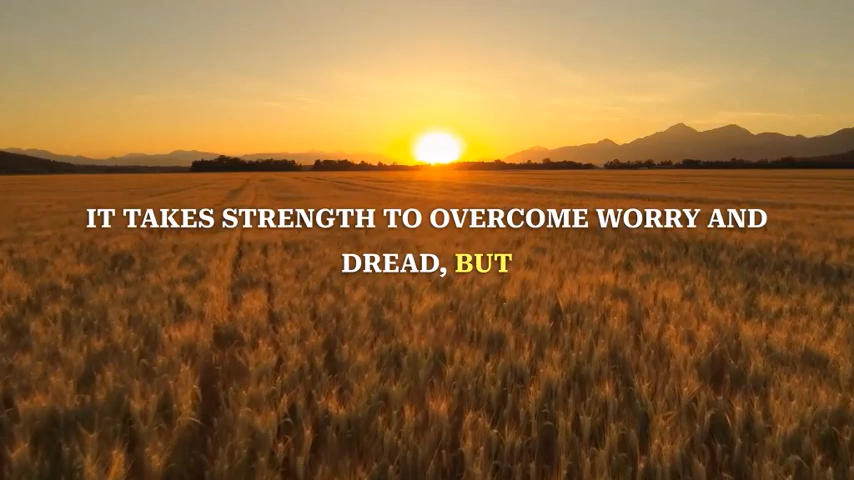 IT TAKES STRENGTH TO OVERCOME WORRY AND
DREAD, BUT